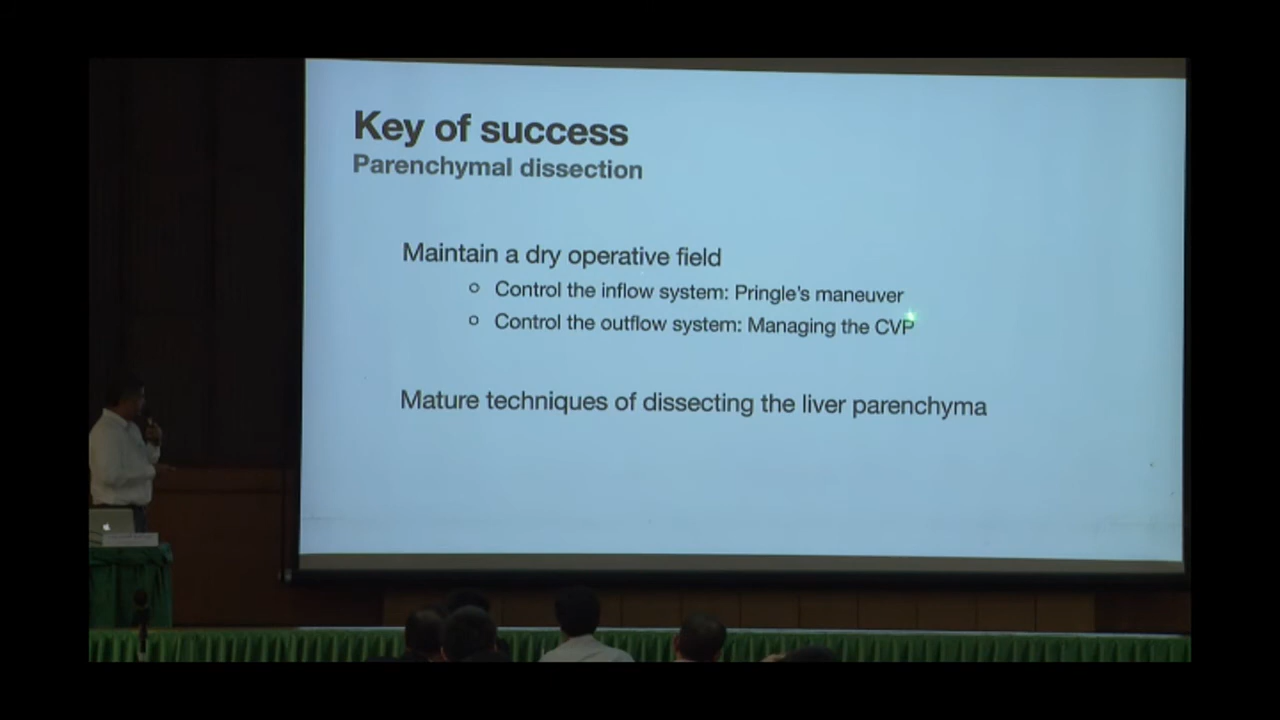 Key of success
Parenchymal dissection
Maintain a dry operative field
Control the inflow system: Pringle's maneuver
Control the outflow system: Managing the CVP
Mature techniques of dissecting the liver parenchyma